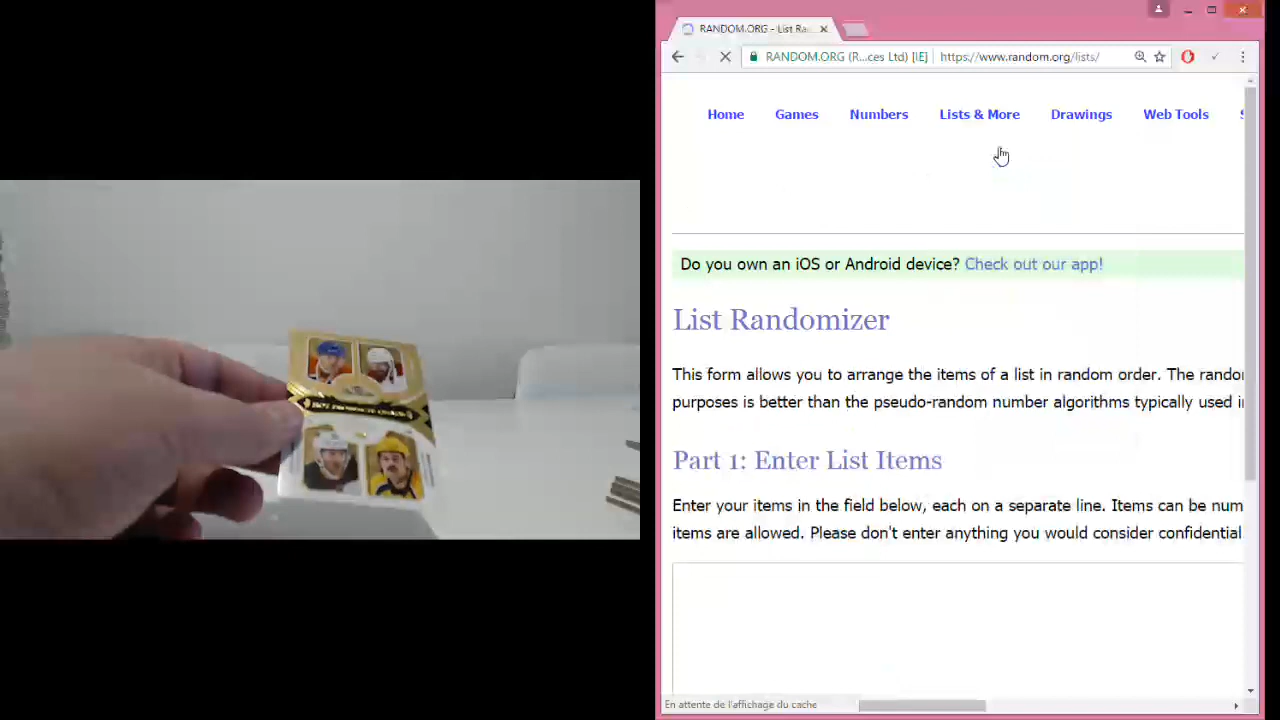 RANDOM.ORG - List Ra
RANDOM.ORG (R...ces Ltd) [IE]
https://www.random.org/lists/
Home
Games
Numbers
Lists & More
Drawings
Web Tools
S
Do you own an iOS or Android device? Check out our app!
List Randomizer
This form allows you to arrange the items of a list in random order. The randor
purposes is better than the pseudo-random number algorithms typically used ir
Part 1: Enter List Items
Enter your items in the field below, each on a separate line. Items can be num
items are allowed. Please don't enter anything you would consider confidential
En attente de l'affichage du cache